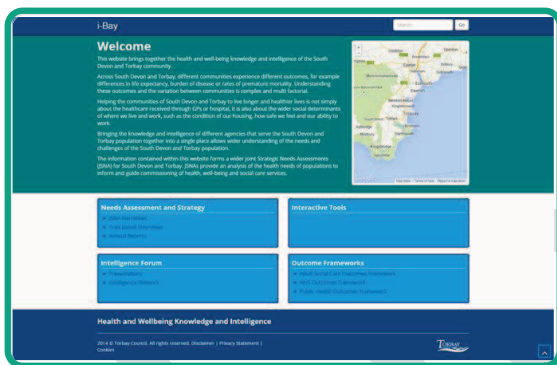 i-Bay
Search
Go
Welcome
This website brings together the health and well-being knowledge and intelligence of the South
Devon and Torbay community.
Across South Devon and Torbay, different communities experience different outcomes, for example
differences in life expectancy, burden of disease or rates of premature mortality. Understanding
these outcomes and the variation between communities is complex and multi factorial.
Helping the communities of South Devon and Torbay to live longer and healthier lives is not simply
about the healthcare received through GPs or hospital, it is also about the wider social determinants
of where we live and work, such as the condition of our housing, how safe we feel and our ability to
work.
Bringing the knowledge and intelligence of different agencies that serve the South Devon and
Torbay population together into a single place allows wider understanding of the needs and
challenges of the South Devon and Torbay population.
The information contained within this website forms a wider Joint Strategic Needs Assessments
(JSNA) for South Devon and Torbay. JSNAs provide an analysis of the health needs of populations to
inform and guide commissioning of health, well-being and social care services.
Needs Assessment and Strategy
Interactive Tools
Intelligence Forum
Presentations
Intelligence Network
Outcome Frameworks
Adult Social Care Outcomes Framework
NHS Outcomes Framework
Public Health Outcomes Framework
Health and Wellbeing Knowledge and Intelligence
2014 © Torbay Council. All rights reserved. Disclaimer | Privacy Statement |
Cookies
TORBAY